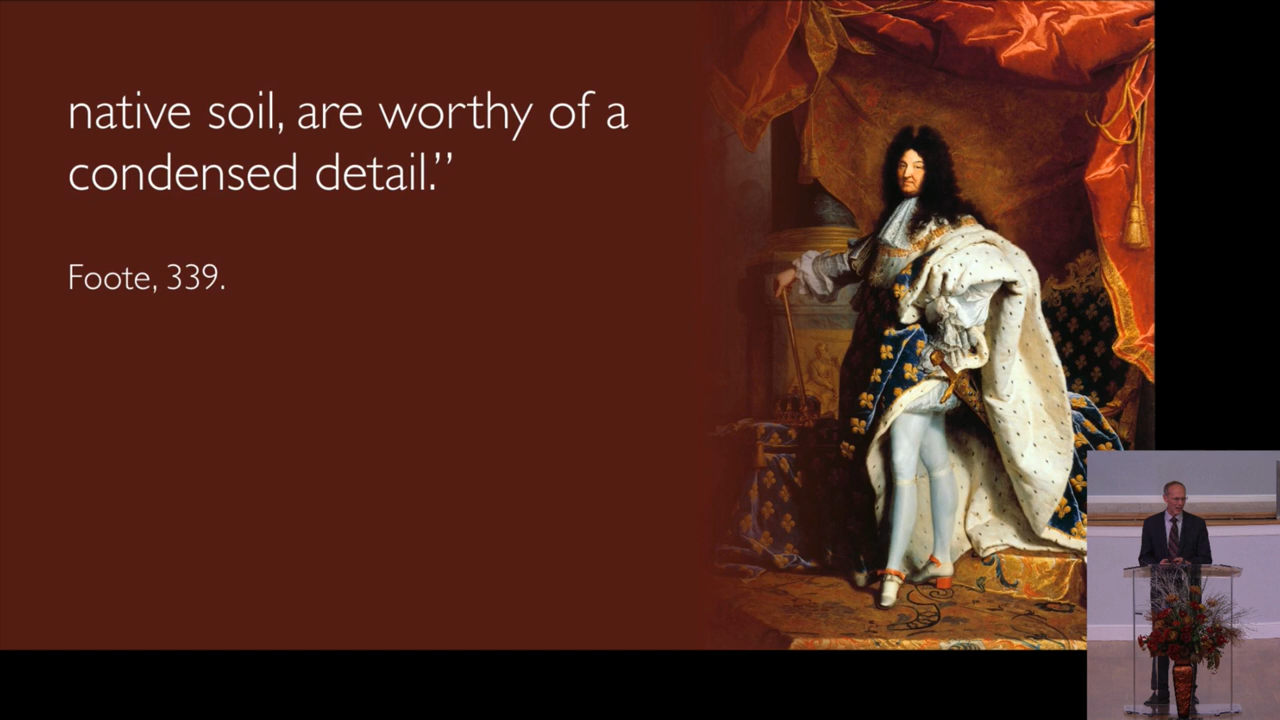 native soil, are worthy of a
condensed detail.”
Foote, 339.